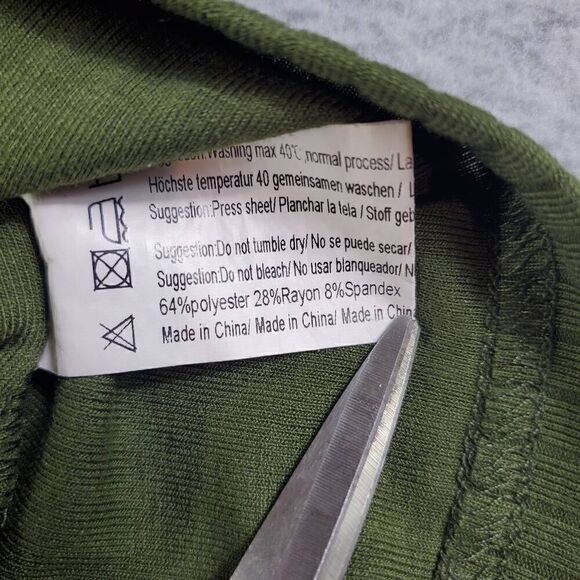 Washing max 40℃,normal process/ La
Höchste temperatur 40 gemeinsamen waschen / L
Suggestion:Press sheet/ Planchar la tela / Stoff geb
Suggestion:Do not tumble dry/ No se puede secar/
Suggestion:Do not bleach/ No usar blanqueador/ N
64%polyester 28%Rayon 8%Spandex
Made in China/ Made in China/ Made in China